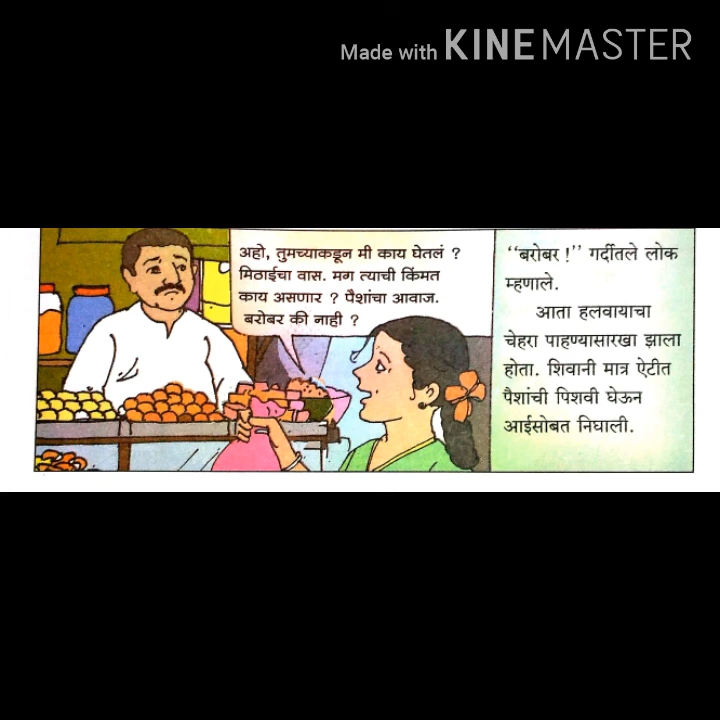 Made with KINEMASTER
अहो, तुमच्याकडून मी काय घेतलं ?
मिठाईचा वास. मग त्याची किंमत
काय असणार ? पैशांचा आवाज.
बरोबर की नाही ?
“बरोबर !” गर्दीतले लोक
म्हणाले.
आता हलवायाचा
चेहरा पाहण्यासारखा झाला
होता. शिवानी मात्र ऐटीत
पैशांची पिशवी घेऊन
आईसोबत निघाली.